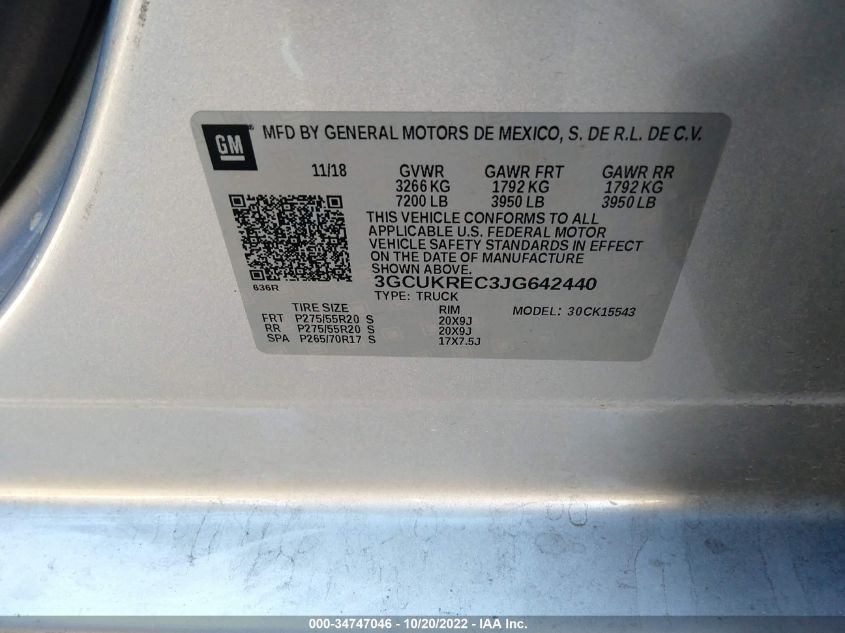 GM
MFD BY GENERAL MOTORS DE MEXICO, S. DE R.L. DE C.V.
11/18 GVWR GAWR FRT GAWR RR
3266 KG 1792 KG 1792 KG
7200 LB 3950 LB 3950 LB
THIS VEHICLE CONFORMS TO ALL
APPLICABLE U.S. FEDERAL MOTOR
VEHICLE SAFETY STANDARDS IN EFFECT
ON THE DATE OF MANUFACTURE
SHOWN ABOVE.
636R 3GCUKREC3JG642440
TYPE: TRUCK MODEL: 30CK15543
TIRE SIZE RIM
FRT P275/55R20 S 20X9J
RR P275/55R20 S 20X9J
SPA P265/70R17 S 17X7.5J
000-34747046 - 10/20/2022 - IAA Inc.